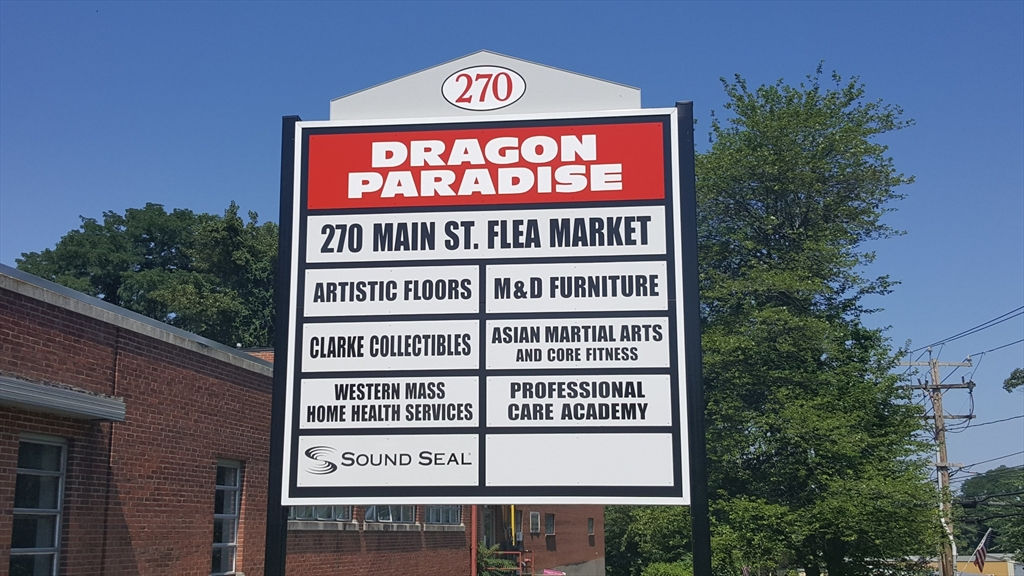 270
DRAGON
PARADISE
270 MAIN ST. FLEA MARKET
ARTISTIC FLOORS
M&D FURNITURE
CLARKE COLLECTIBLES
ASIAN MARTIAL ARTS
AND CORE FITNESS
WESTERN MASS
HOME HEALTH SERVICES
PROFESSIONAL
CARE ACADEMY
SOUND SEAL